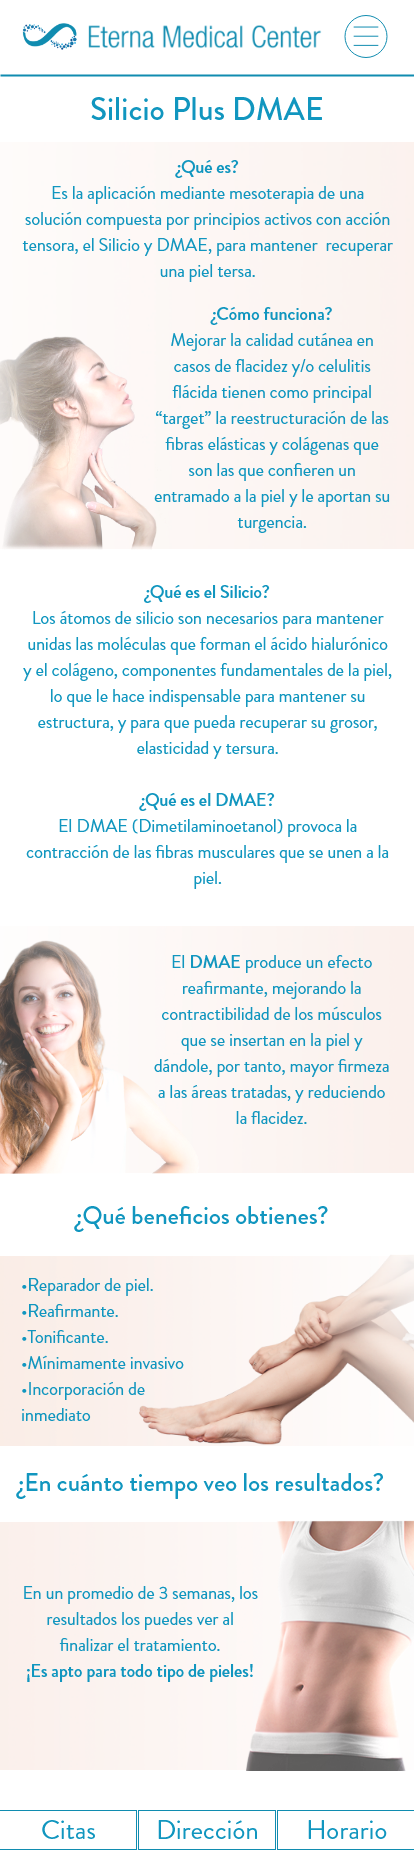 Eterna Medical Center
Silicio Plus DMAE
¿Qué es?
Es la aplicación mediante mesoterapia de una
solución compuesta por principios activos con acción
tensora, el Silicio y DMAE, para mantener  recuperar
una piel tersa.
¿Cómo funciona?
Mejorar la calidad cutánea en
casos de flacidez y/o celulitis
flácida tienen como principal
“target” la reestructuración de las
fibras elásticas y colágenas que
son las que confieren un
entramado a la piel y le aportan su
turgencia.
¿Qué es el Silicio?
Los átomos de silicio son necesarios para mantener
unidas las moléculas que forman el ácido hialurónico
y el colágeno, componentes fundamentales de la piel,
lo que le hace indispensable para mantener su
estructura, y para que pueda recuperar su grosor,
elasticidad y tersura.
¿Qué es el DMAE?
El DMAE (Dimetilaminoetanol) provoca la
contracción de las fibras musculares que se unen a la
piel.
El DMAE produce un efecto
reafirmante, mejorando la
contractibilidad de los músculos
que se insertan en la piel y
dándole, por tanto, mayor firmeza
a las áreas tratadas, y reduciendo
la flacidez.
¿Qué beneficios obtienes?
•Reparador de piel.
•Reafirmante.
•Tonificante.
•Mínimamente invasivo
•Incorporación de
inmediato
¿En cuánto tiempo veo los resultados?
En un promedio de 3 semanas, los
resultados los puedes ver al
finalizar el tratamiento.
¡Es apto para todo tipo de pieles!
Citas
Dirección
Horario